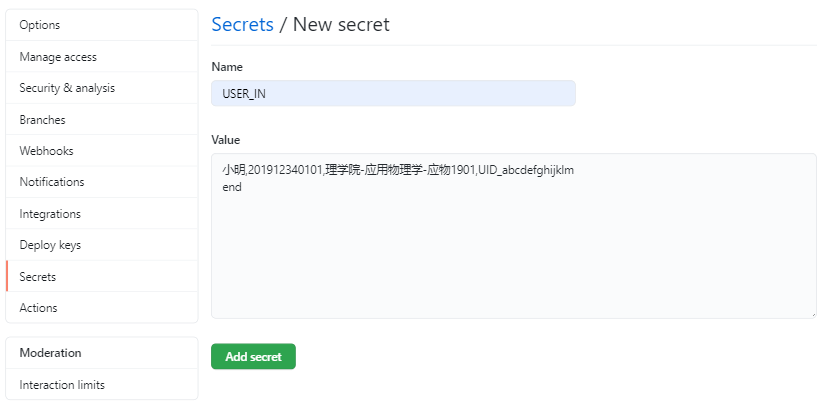 Options
Manage access
Security & analysis
Branches
Webhooks
Notifications
Integrations
Deploy keys
Secrets
Actions
Moderation
Interaction limits
Secrets / New secret
Name
USER_IN
Value
小明,201912340101,理学院-应用物理学-应物1901,UID_abcdefghijklm
end
Add secret